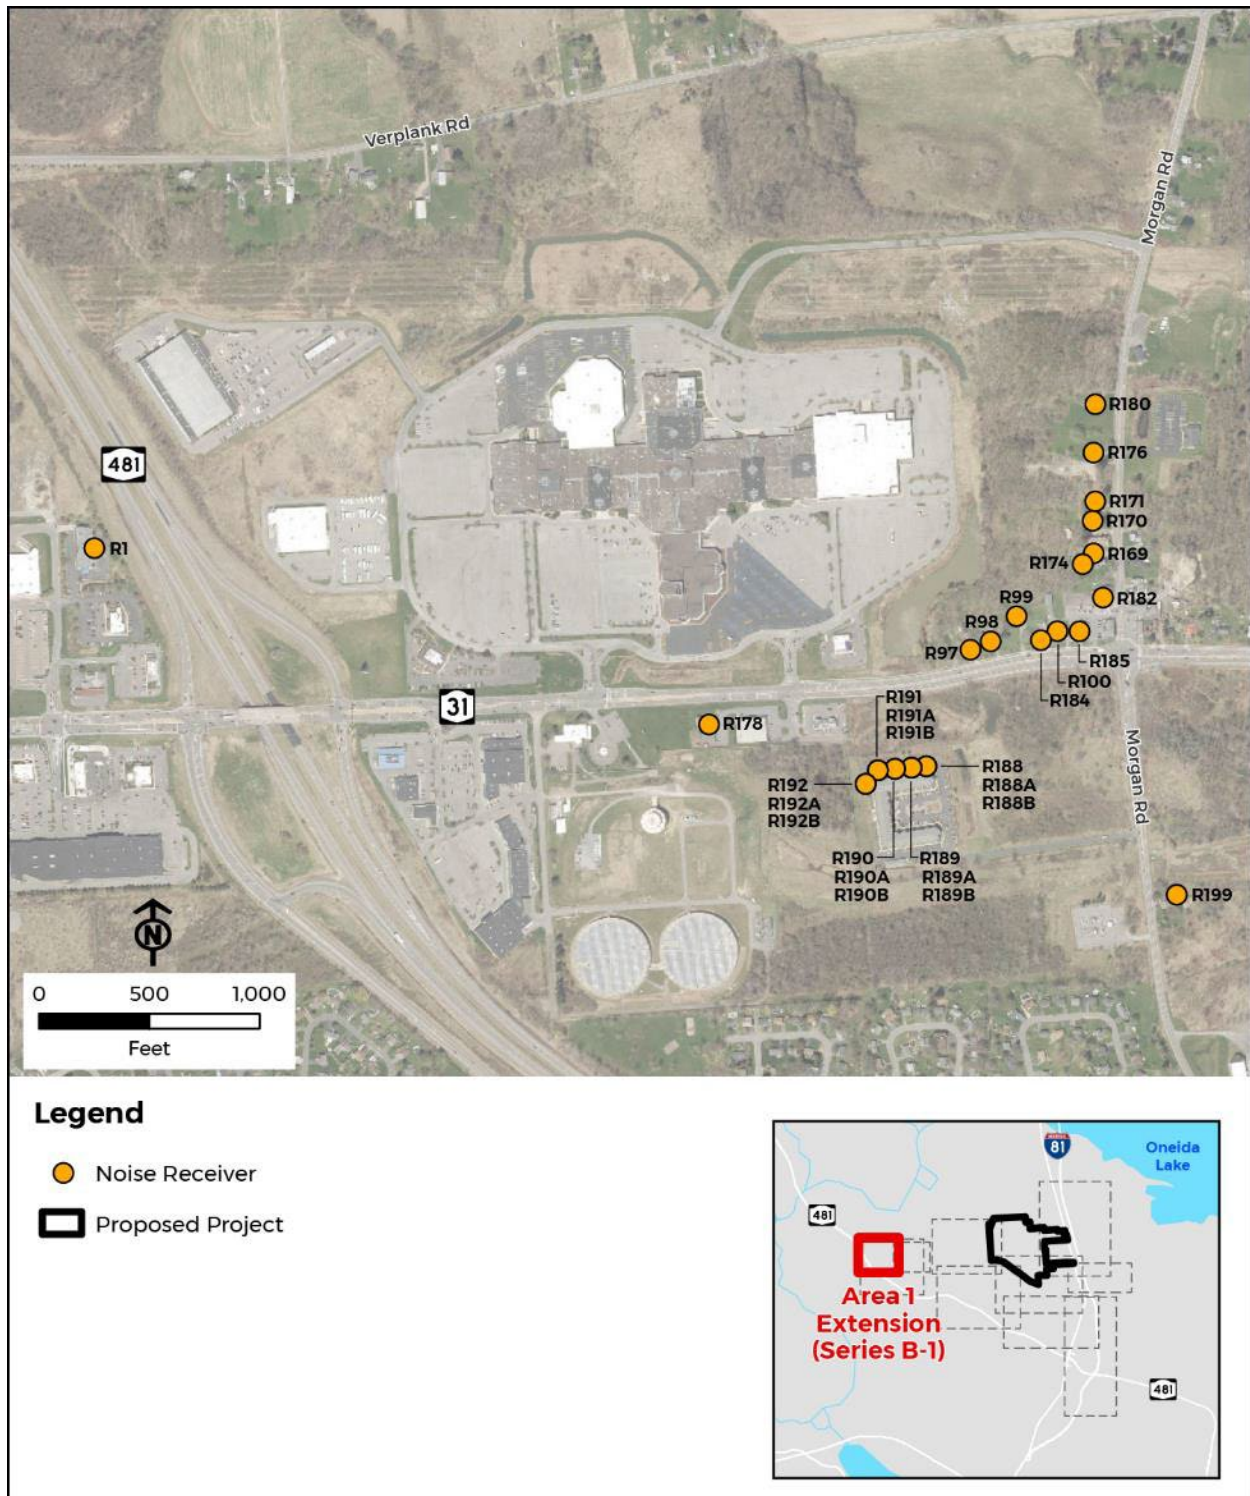 Verplank Rd
Morgan Rd
481
R180
R176
R171
R170
R169
R174
R1
R182
R99
R98
R97
R185
R100
R184
31
R191
R191A
R191B
R178
R192
R192A
R192B
R188
R188A
R188B
Morgan Rd
R190
R190A
R190B
R189
R189A
R189B
R199
N
0 500 1,000
Feet
Legend
Noise Receiver
Proposed Project
81
Oneida
Lake
481
Area 1
Extension
(Series B-1)
481